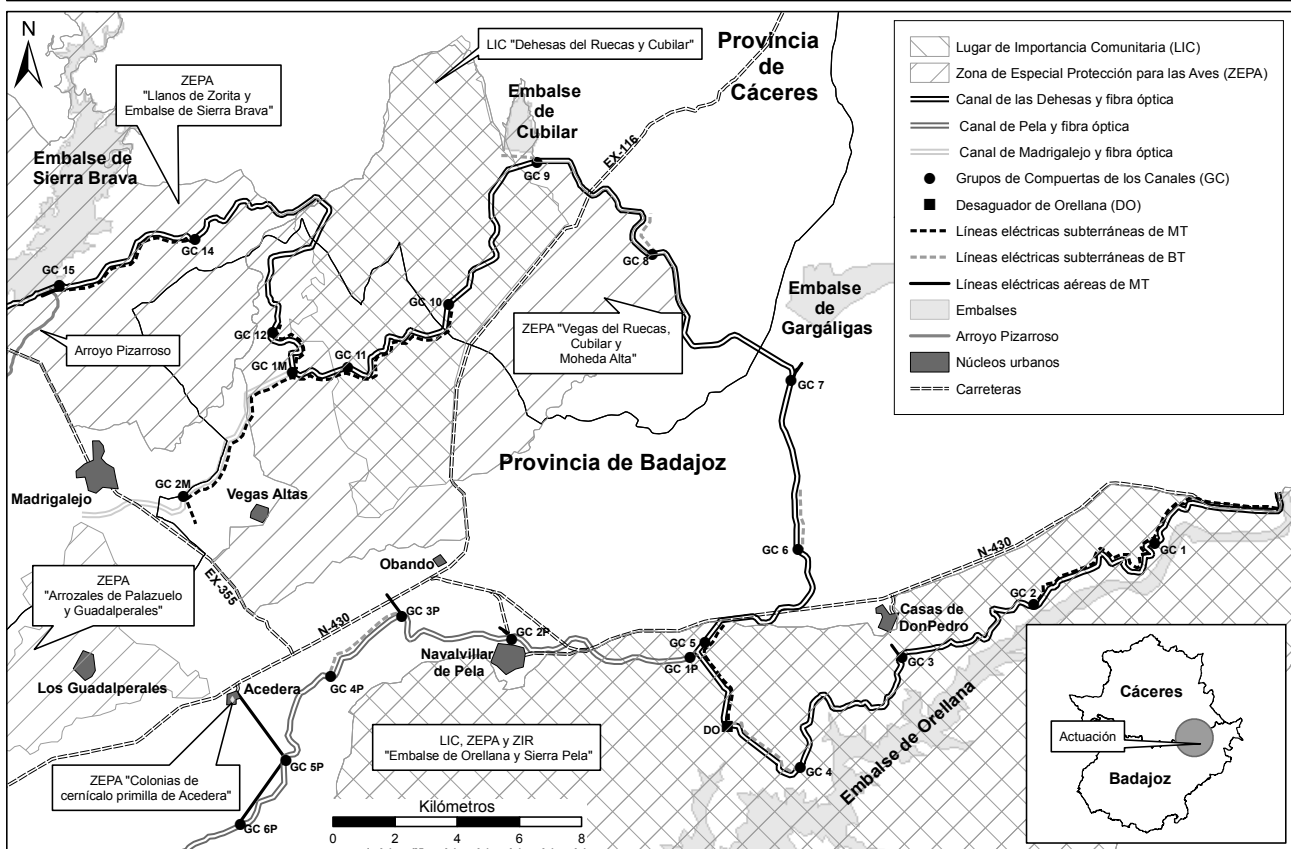 N
LIC "Dehesas del Ruecas y Cubilar"
Provincia
de
Cáceres
ZEPA
"Llanos de Zorita y
Embalse de Sierra Brava"
Embalse
de
Cubilar
EX-116
Embalse de
Sierra Brava
GC 9
GC 14
GC 15
GC 8
GC 10
Embalse
de
Gargáligas
ZEPA "Vegas del Ruecas,
Cubilar y
Moheda Alta"
Arroyo Pizarroso
GC 12
GC 11
GC 1M
GC 7
Provincia de Badajoz
Madrigalejo
GC 2M
Vegas Altas
EX-355
GC 6
N-430
GC 1
GC 2
Obando
ZEPA
"Arrozales de Palazuelo
y Guadalperales"
N-430
GC 3P
GC 2P
Navalvillar
de Pela
GC 5
GC 1P
Casas de
DonPedro
GC 3
Los Guadalperales
Acedera
GC 4P
DO
GC 4
Embalse de Orellana
LIC, ZEPA y ZIR
"Embalse de Orellana y Sierra Pela"
GC 5P
ZEPA "Colonias de
cernícalo primilla de Acedera"
GC 6P
Kilómetros
0 2 4 6 8
Lugar de Importancia Comunitaria (LIC)
Zona de Especial Protección para las Aves (ZEPA)
Canal de las Dehesas y fibra óptica
Canal de Pela y fibra óptica
Canal de Madrigalejo y fibra óptica
Grupos de Compuertas de los Canales (GC)
Desaguador de Orellana (DO)
Líneas eléctricas subterráneas de MT
Líneas eléctricas subterráneas de BT
Líneas eléctricas aéreas de MT
Embalses
Arroyo Pizarroso
Núcleos urbanos
Carreteras
Cáceres
Actuación
Badajoz